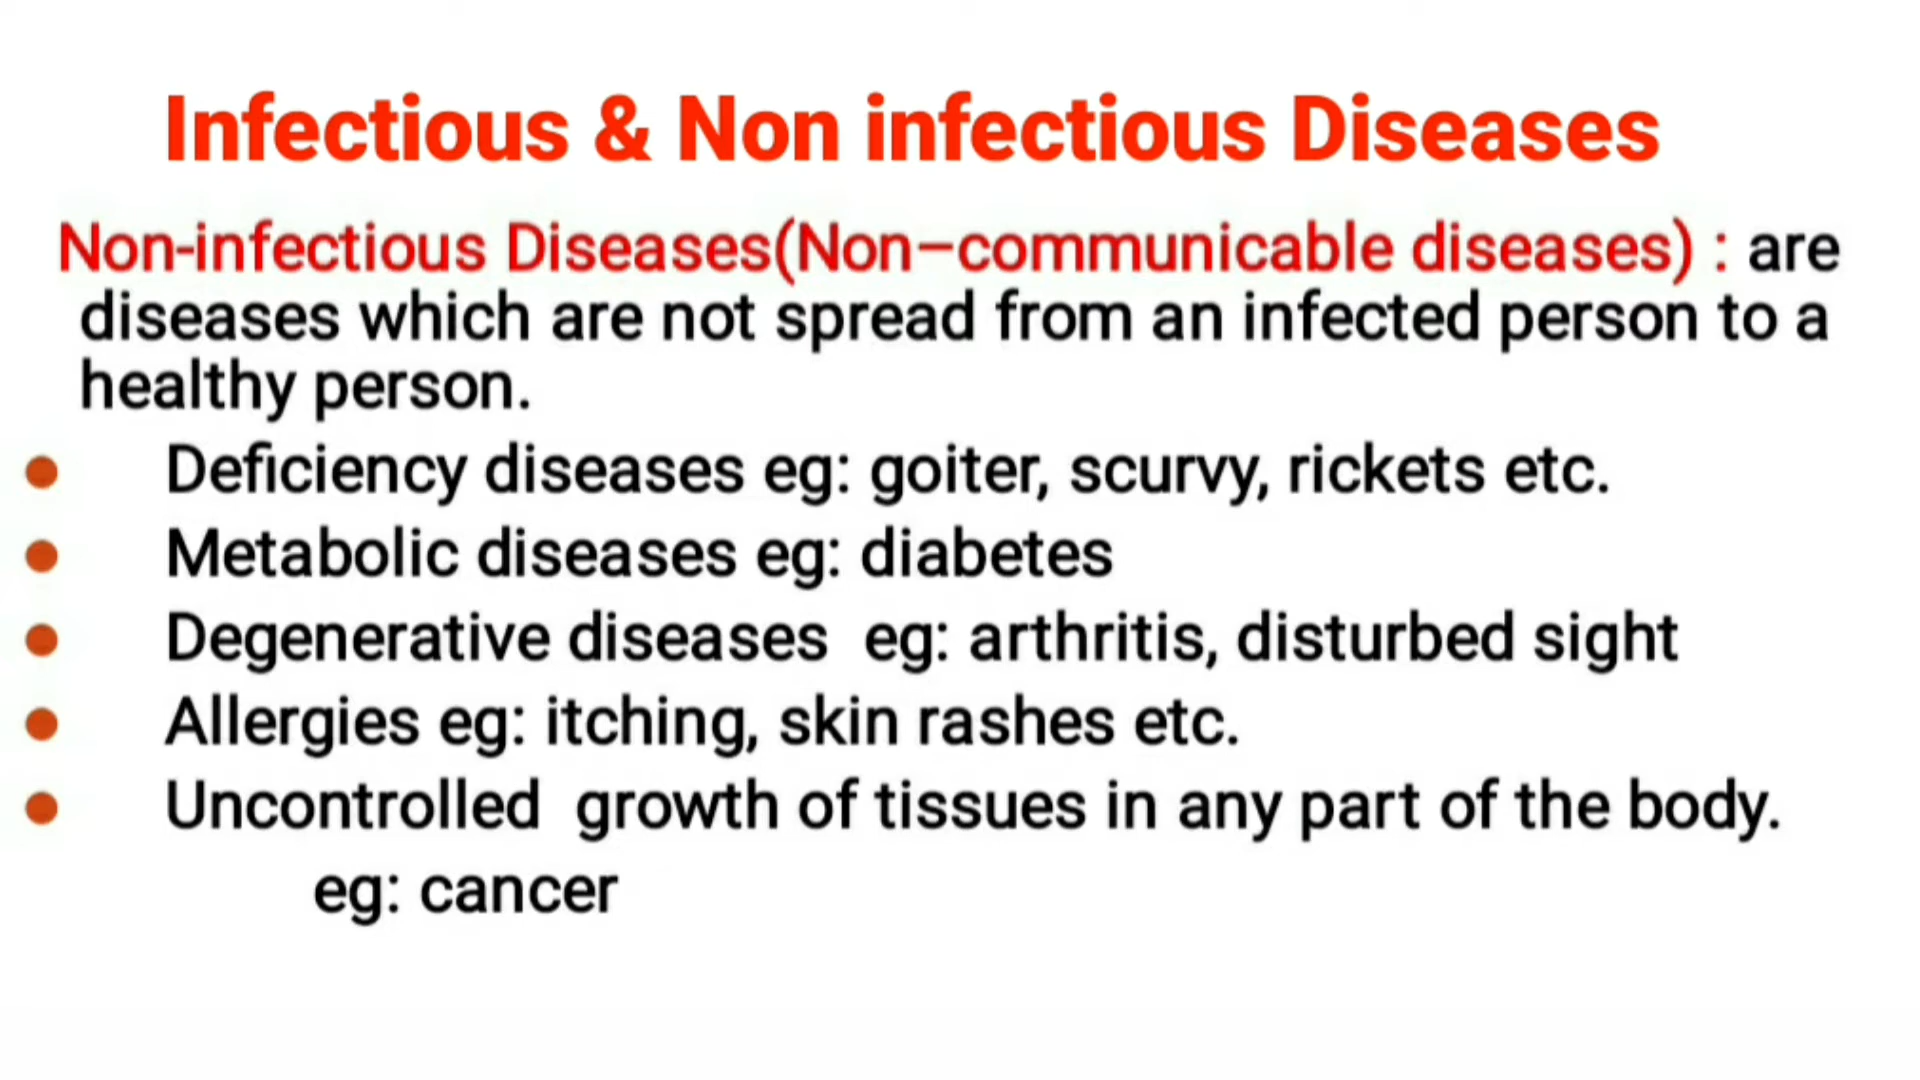 Infectious & Non infectious Diseases
Non-infectious Diseases(Non–communicable diseases) : are
diseases which are not spread from an infected person to a
healthy person.
● Deficiency diseases eg: goiter, scurvy, rickets etc.
● Metabolic diseases eg: diabetes
● Degenerative diseases  eg: arthritis, disturbed sight
● Allergies eg: itching, skin rashes etc.
● Uncontrolled  growth of tissues in any part of the body.
eg: cancer